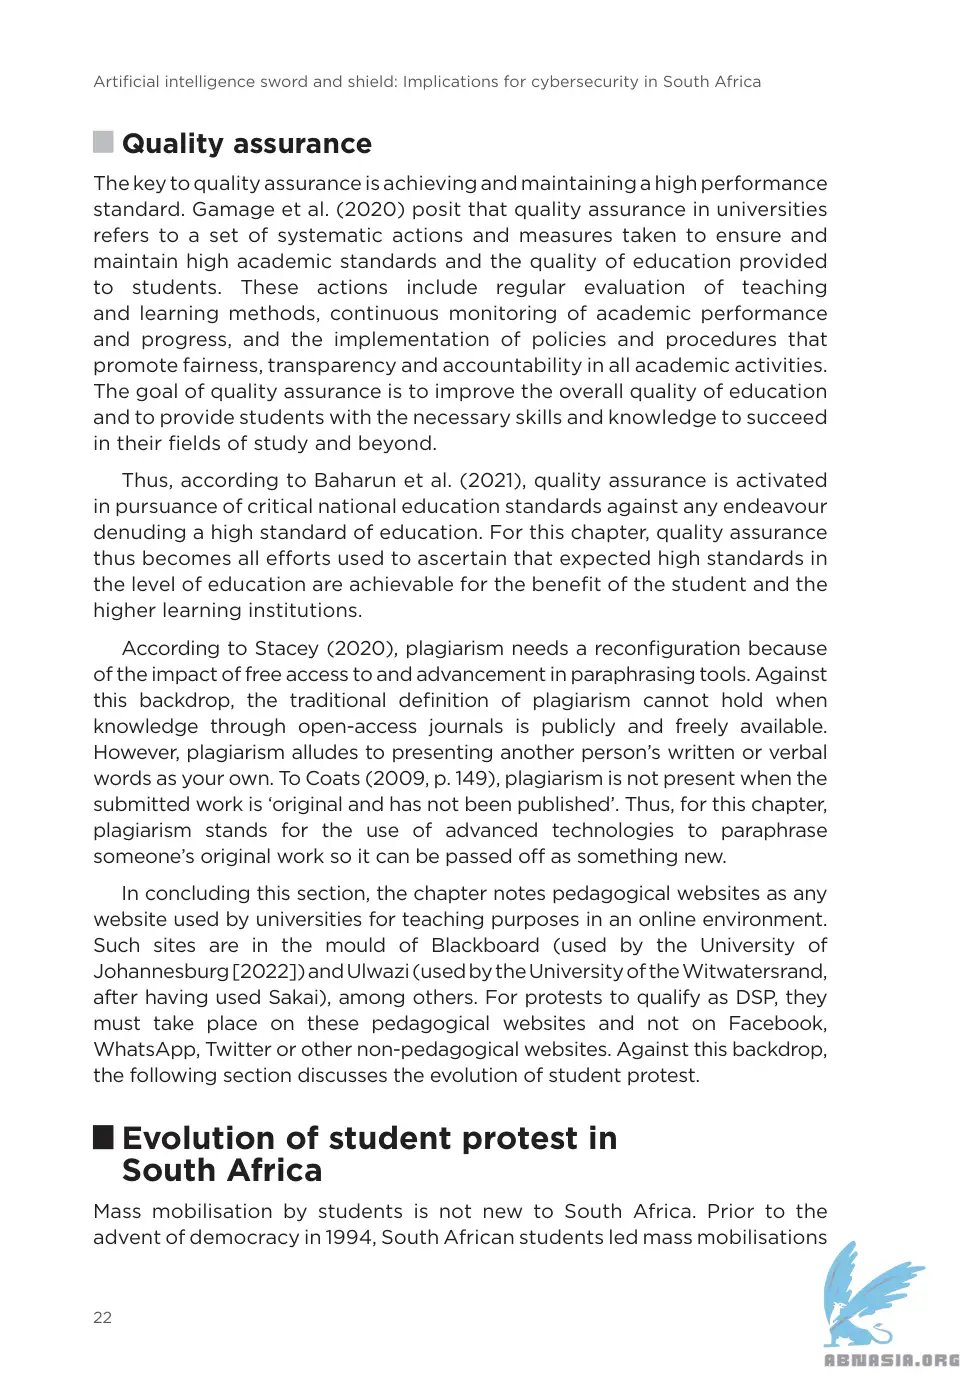 Artificial intelligence sword and shield: Implications for cybersecurity in South Africa
Quality assurance
The key to quality assurance is achieving and maintaining a high performance
standard. Gamage et al. (2020) posit that quality assurance in universities
refers to a set of systematic actions and measures taken to ensure and
maintain high academic standards and the quality of education provided
to students. These actions include regular evaluation of teaching
and learning methods, continuous monitoring of academic performance
and progress, and the implementation of policies and procedures that
promote fairness, transparency and accountability in all academic activities.
The goal of quality assurance is to improve the overall quality of education
and to provide students with the necessary skills and knowledge to succeed
in their fields of study and beyond.
Thus, according to Baharun et al. (2021), quality assurance is activated
in pursuance of critical national education standards against any endeavour
denuding a high standard of education. For this chapter, quality assurance
thus becomes all efforts used to ascertain that expected high standards in
the level of education are achievable for the benefit of the student and the
higher learning institutions.
According to Stacey (2020), plagiarism needs a reconfiguration because
of the impact of free access to and advancement in paraphrasing tools. Against
this backdrop, the traditional definition of plagiarism cannot hold when
knowledge through open-access journals is publicly and freely available.
However, plagiarism alludes to presenting another person’s written or verbal
words as your own. To Coats (2009, p. 149), plagiarism is not present when the
submitted work is ‘original and has not been published’. Thus, for this chapter,
plagiarism stands for the use of advanced technologies to paraphrase
someone’s original work so it can be passed off as something new.
In concluding this section, the chapter notes pedagogical websites as any
website used by universities for teaching purposes in an online environment.
Such sites are in the mould of Blackboard (used by the University of
Johannesburg [2022]) and Ulwazi (used by the University of the Witwatersrand,
after having used Sakai), among others. For protests to qualify as DSP, they
must take place on these pedagogical websites and not on Facebook,
WhatsApp, Twitter or other non-pedagogical websites. Against this backdrop,
the following section discusses the evolution of student protest.
Evolution of student protest in
South Africa
Mass mobilisation by students is not new to South Africa. Prior to the
advent of democracy in 1994, South African students led mass mobilisations
22
ABNASIA.ORG